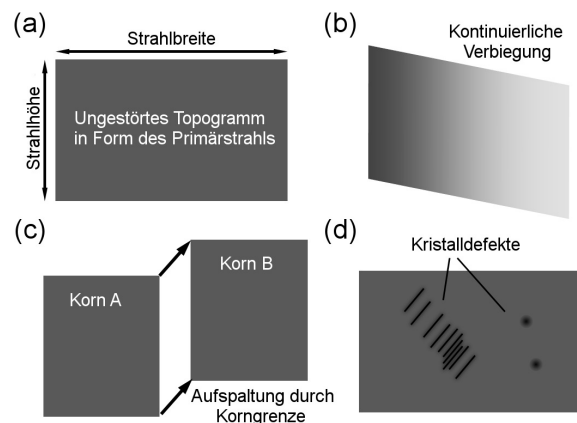 (a)
Strahlbreite
Strahlhöhe
Ungestörtes Topogramm
in Form des Primärstrahls
(b)
Kontinuierliche
Verbiegung
(c)
Korn A
Korn B
Aufspaltung durch
Korngrenze
(d)
Kristalldefekte